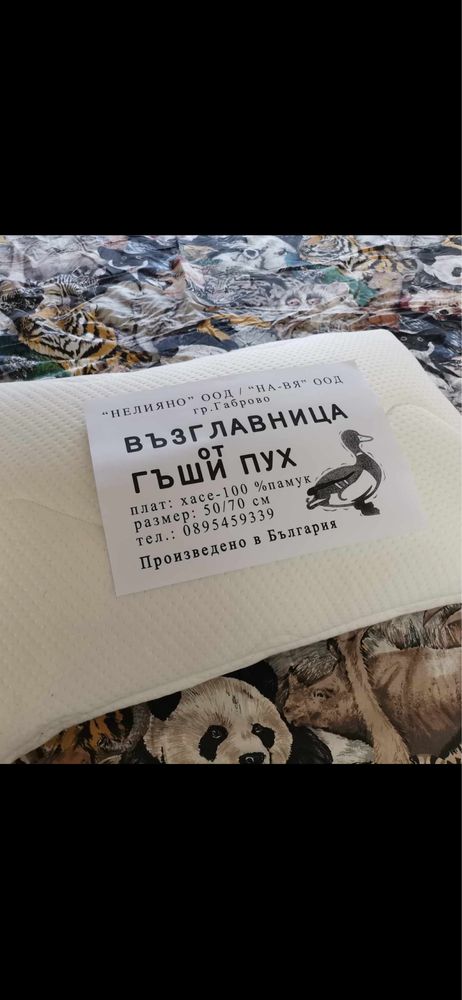 "НЕЛИЯНО" ООД / "НА-ВЯ" ООД
гр.Габрово
ВЪЗГЛАВНИЦА
от
ГЪШИ ПУХ
плат: хасе-100 %памук
размер: 50/70 см
тел.: 0895459339
Произведено в България